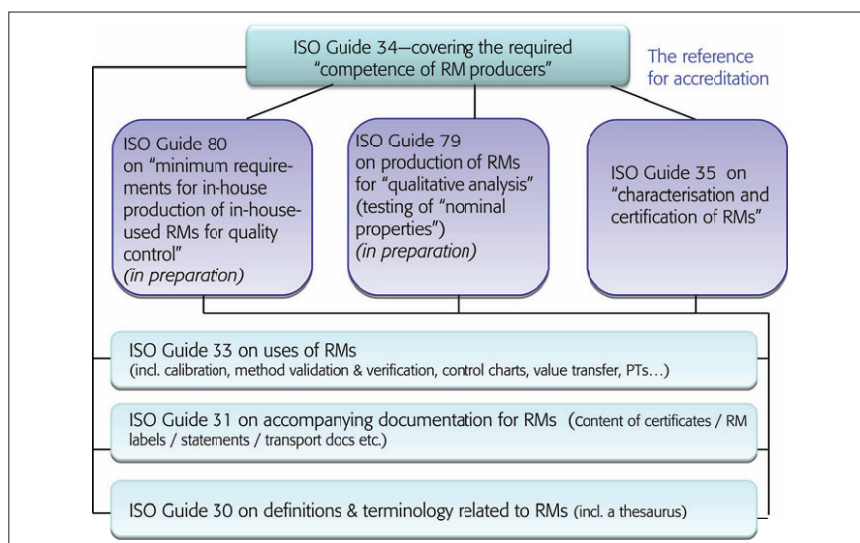 ISO Guide 34—covering the required
“competence of RM producers”
The reference
for accreditation
ISO Guide 80
on “minimum require-
ments for in-house
production of in-house-
used RMs for quality
control”
(in preparation)
ISO Guide 79
on production of RMs
for “qualitative analysis”
(testing of “nominal
properties”)
(in preparation)
ISO Guide 35 on
“characterisation and
certification of RMs”
ISO Guide 33 on uses of RMs
(incl. calibration, method validation & verification, control charts, value transfer, PTs...)
ISO Guide 31 on accompanying documentation for RMs (Content of certificates / RM
labels / statements / transport docs etc.)
ISO Guide 30 on definitions & terminology related to RMs (incl. a thesaurus)